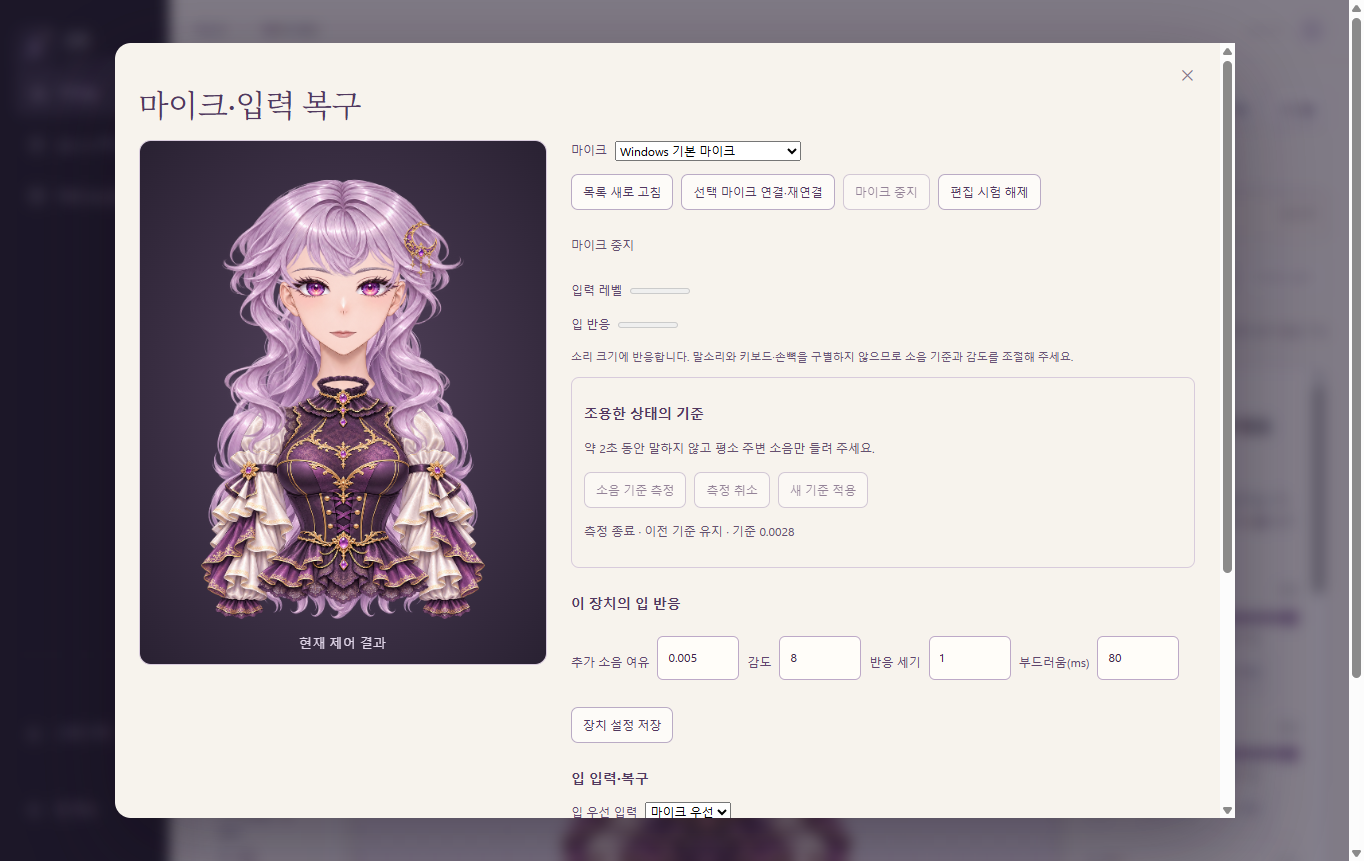 마이크·입력 복구
현재 제어 결과
마이크 Windows 기본 마이크
목록 새로 고침 선택 마이크 연결·재연결 마이크 중지 편집 시험 해제
마이크 중지
입력 레벨
입 반응
소리 크기에 반응합니다. 말소리와 키보드·손뼉을 구별하지 않으므로 소음 기준과 감도를 조절해 주세요.
조용한 상태의 기준
약 2초 동안 말하지 않고 평소 주변 소음만 들려 주세요.
소음 기준 측정 측정 취소 새 기준 적용
측정 종료 · 이전 기준 유지 · 기준 0.0028
이 장치의 입 반응
추가 소음 여유 0.005 감도 8 반응 세기 1 부드러움(ms) 80
장치 설정 저장
입 입력·복구
입 우선 입력 마이크 우선